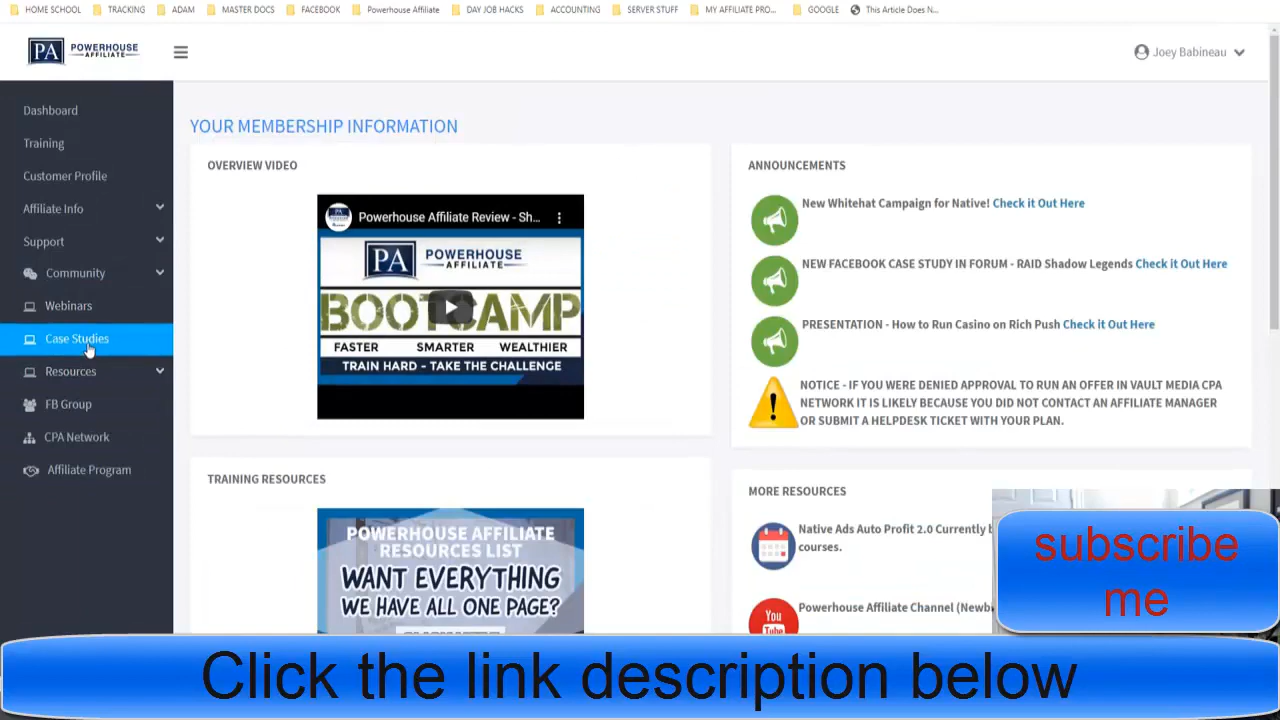 HOME SCHOOL
TRACKING
ADAM
MASTER DOCS
FACEBOOK
Powerhouse Affiliate
DAY JOB HACKS
ACCOUNTING
SERVER STUFF
MY AFFILIATE PRO...
GOOGLE
This Article Does N...
PA POWERHOUSE
AFFILIATE
Joey Babineau
Dashboard
Training
Customer Profile
Affiliate Info
Support
Community
Webinars
Case Studies
Resources
FB Group
CPA Network
Affiliate Program
YOUR MEMBERSHIP INFORMATION
OVERVIEW VIDEO
Powerhouse Affiliate Review - Sh...
PA POWERHOUSE
AFFILIATE
BOOTCAMP
FASTER SMARTER WEALTHIER
TRAIN HARD - TAKE THE CHALLENGE
ANNOUNCEMENTS
New Whitehat Campaign for Native! Check it Out Here
NEW FACEBOOK CASE STUDY IN FORUM - RAID Shadow Legends Check it Out Here
PRESENTATION - How to Run Casino on Rich Push Check it Out Here
NOTICE - IF YOU WERE DENIED APPROVAL TO RUN AN OFFER IN VAULT MEDIA CPA
NETWORK IT IS LIKELY BECAUSE YOU DID NOT CONTACT AN AFFILIATE MANAGER
OR SUBMIT A HELPDESK TICKET WITH YOUR PLAN.
TRAINING RESOURCES
POWERHOUSE AFFILIATE
RESOURCES LIST
WANT EVERYTHING
WE HAVE ALL ONE PAGE?
MORE RESOURCES
Native Ads Auto Profit 2.0 Currently
courses.
Powerhouse Affiliate Channel
You
Tube
subscribe
me
Click the link description below